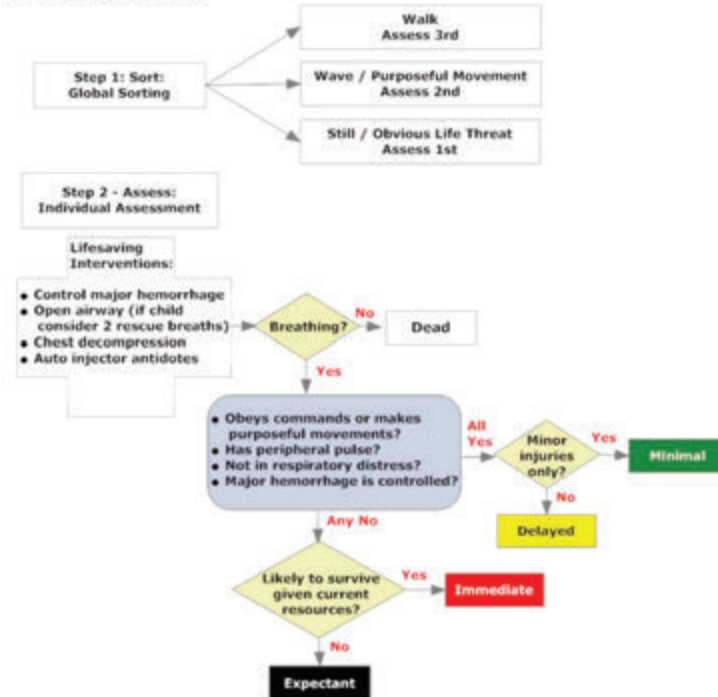 Walk
Assess 3rd
Step 1: Sort:
Global Sorting
Wave / Purposeful Movement
Assess 2nd
Still / Obvious Life Threat
Assess 1st
Step 2 - Assess:
Individual Assessment
Lifesaving
Interventions:
• Control major hemorrhage
• Open airway (if child
consider 2 rescue breaths)
• Chest decompression
• Auto injector antidotes
Breathing?
No
Dead
Yes
• Obeys commands or makes
purposeful movements?
• Has peripheral pulse?
• Not in respiratory distress?
• Major hemorrhage is controlled?
All
Yes
Minor
injuries
only?
Yes
Minimal
No
Delayed
Any No
Likely to survive
given current
resources?
Yes
Immediate
No
Expectant